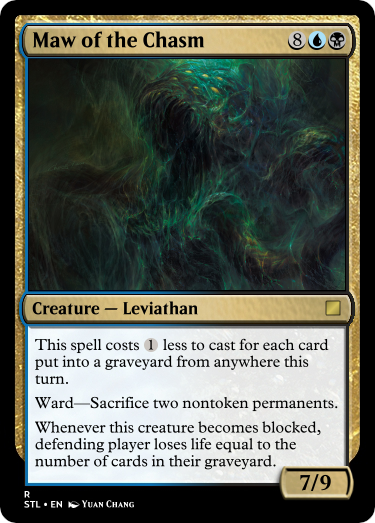 Maw of the Chasm 8
Creature — Leviathan
This spell costs 1 less to cast for each card
put into a graveyard from anywhere this
turn.
Ward—Sacrifice two nontoken permanents.
Whenever this creature becomes blocked,
defending player loses life equal to the
number of cards in their graveyard.
7/9
R
STL • EN Yuan Chang